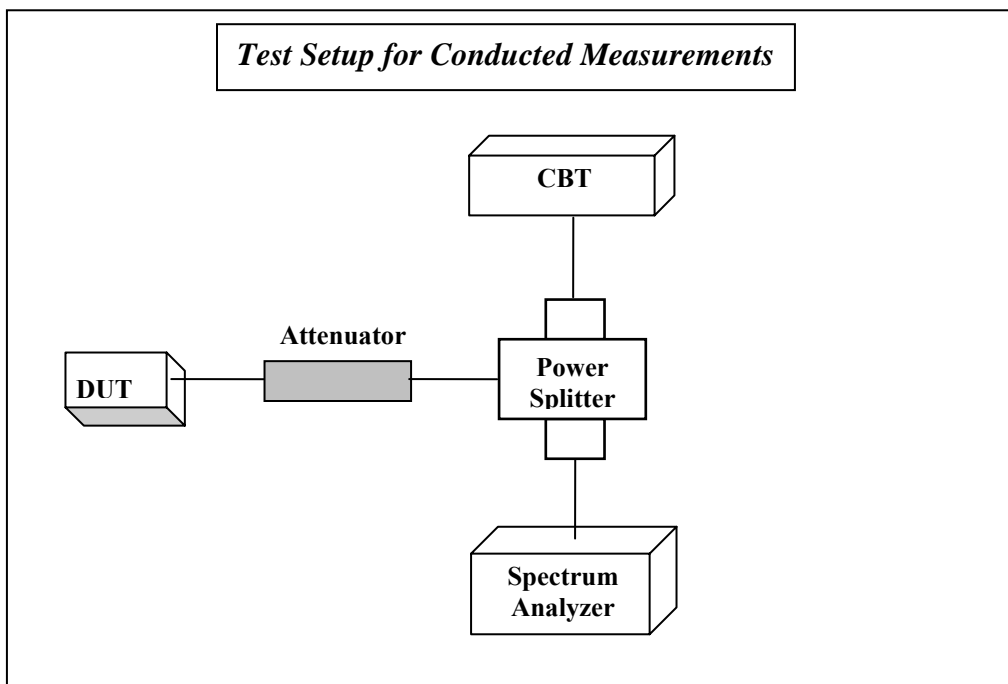 Test Setup for Conducted Measurements
CBT
Attenuator
DUT
Power
Splitter
Spectrum
Analyzer